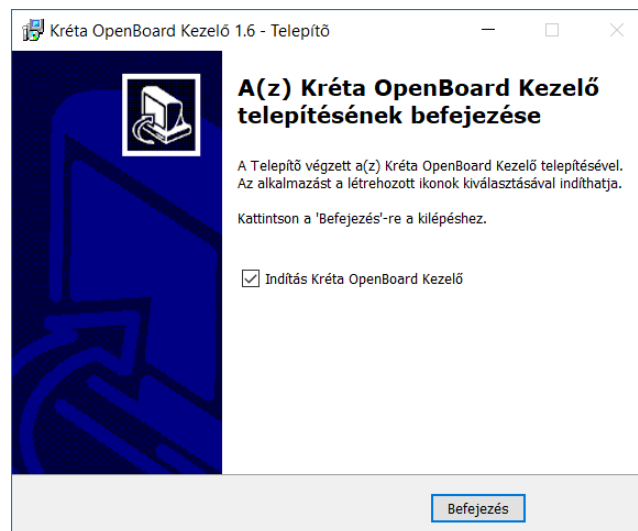 Kréta OpenBoard Kezelő 1.6 - Telepítõ
A(z) Kréta OpenBoard Kezelő
telepítésének befejezése
A Telepítõ végzett a(z) Kréta OpenBoard Kezelő telepítésével.
Az alkalmazást a létrehozott ikonok kiválasztásával indíthatja.
Kattintson a 'Befejezés'-re a kilépéshez.
Indítás Kréta OpenBoard Kezelő
Befejezés